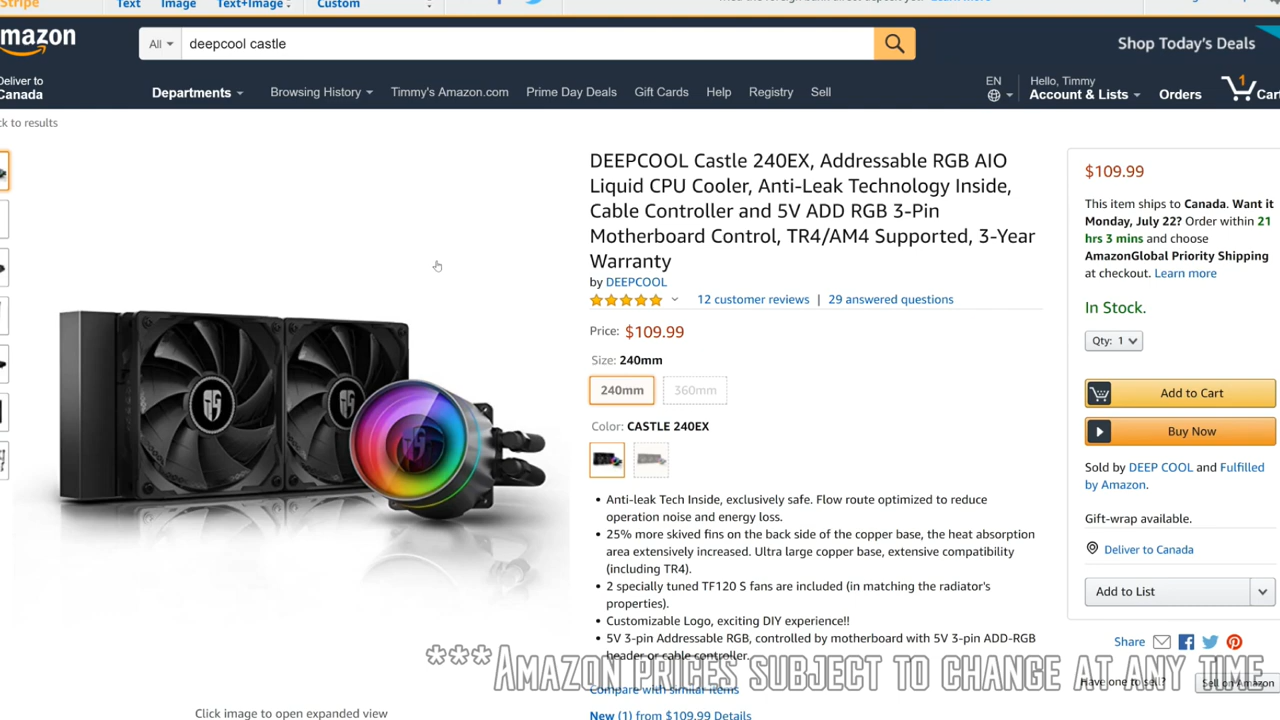 Stripe Text Image Text+Image Custom
mazon All deepcool castle Shop Today's Deals
Deliver to
Canada
Departments Browsing History Timmy's Amazon.com Prime Day Deals Gift Cards Help Registry Sell
EN
Hello, Timmy
Account & Lists
Orders
1
Cart
ck to results
DEEPCOOL Castle 240EX, Addressable RGB AIO
Liquid CPU Cooler, Anti-Leak Technology Inside,
Cable Controller and 5V ADD RGB 3-Pin
Motherboard Control, TR4/AM4 Supported, 3-Year
Warranty
by DEEPCOOL
12 customer reviews | 29 answered questions
Price: $109.99
Size: 240mm
240mm 360mm
Color: CASTLE 240EX
• Anti-leak Tech Inside, exclusively safe. Flow route optimized to reduce
operation noise and energy loss.
• 25% more skived fins on the back side of the copper base, the heat absorption
area extensively increased. Ultra large copper base, extensive compatibility
(including TR4).
• 2 specially tuned TF120 S fans are included (in matching the radiator's
properties).
• Customizable Logo, exciting DIY experience!!
• 5V 3-pin Addressable RGB, controlled by motherboard with 5V 3-pin ADD-RGB
header or cable controller.
Compare with similar items
New (1) from $109.99 Details
Click image to open expanded view
$109.99
This item ships to Canada. Want it
Monday, July 22? Order within 21
hrs 3 mins and choose
AmazonGlobal Priority Shipping
at checkout. Learn more
In Stock.
Qty: 1
Add to Cart
Buy Now
Sold by DEEP COOL and Fulfilled
by Amazon.
Gift-wrap available.
Deliver to Canada
Add to List
Share
Have one to sell? Sell on Amazon
***Amazon prices subject to change at any time